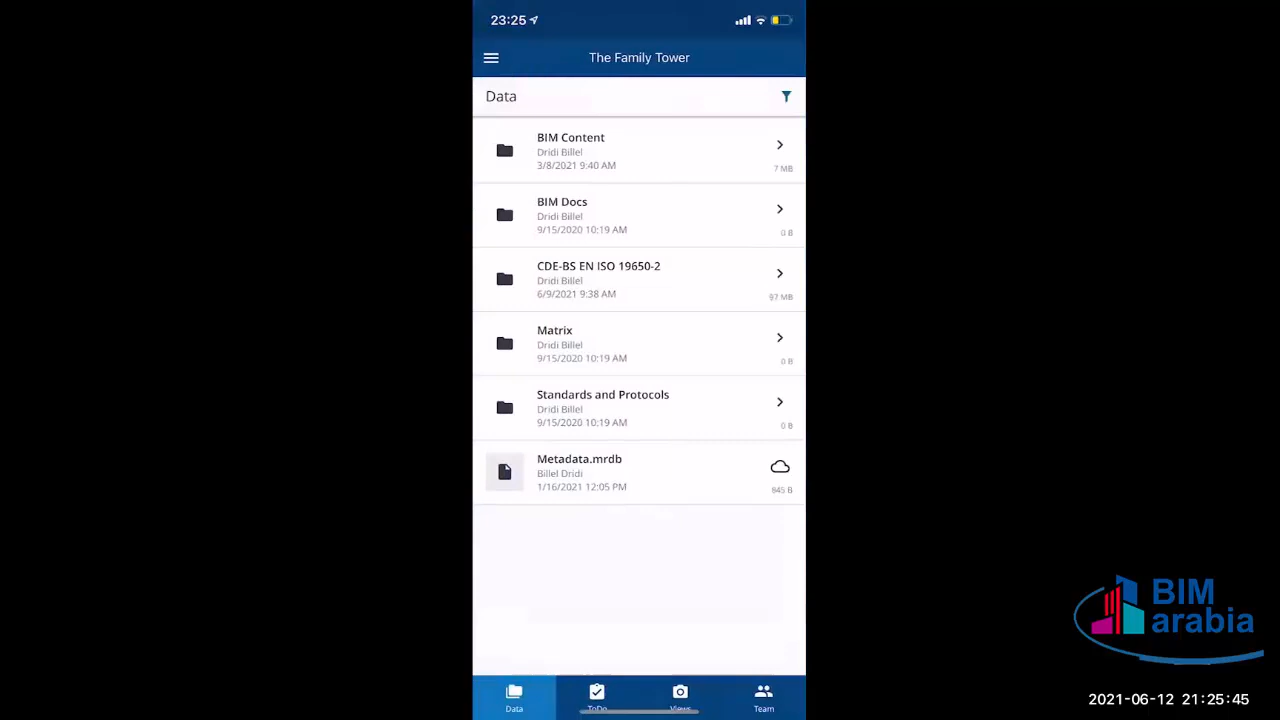 23:25
The Family Tower
Data
BIM Content
Dridi Billel
3/8/2021 9:40 AM
7 MB
BIM Docs
Dridi Billel
9/15/2020 10:19 AM
0 B
CDE-BS EN ISO 19650-2
Dridi Billel
6/9/2021 9:38 AM
97 MB
Matrix
Dridi Billel
9/15/2020 10:19 AM
0 B
Standards and Protocols
Dridi Billel
9/15/2020 10:19 AM
0 B
Metadata.mrdb
Billel Dridi
1/16/2021 12:05 PM
845 B
Data
ToDo
Views
Team
BIM
arabia
2021-06-12 21:25:45